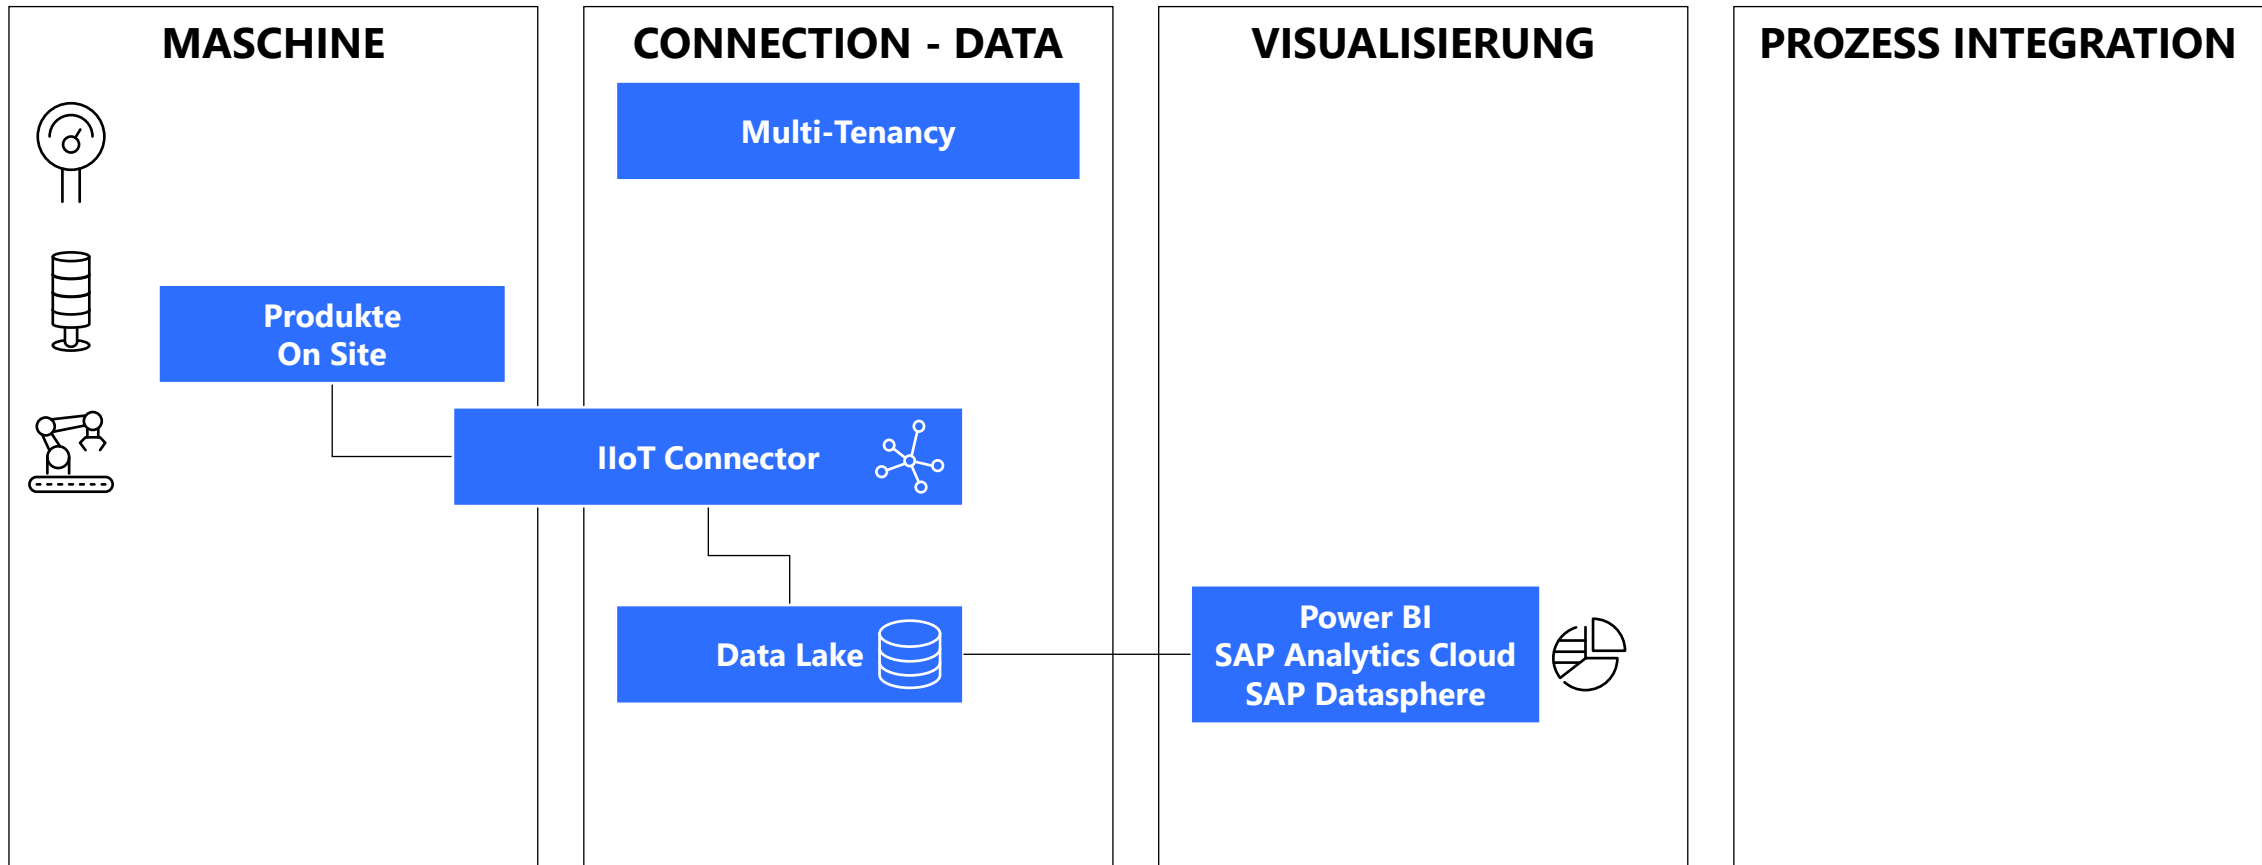 MASCHINE
CONNECTION - DATA
VISUALISIERUNG
PROZESS INTEGRATION
Multi-Tenancy
Produkte
On Site
IIoT Connector
Data Lake
Power BI
SAP Analytics Cloud
SAP Datasphere